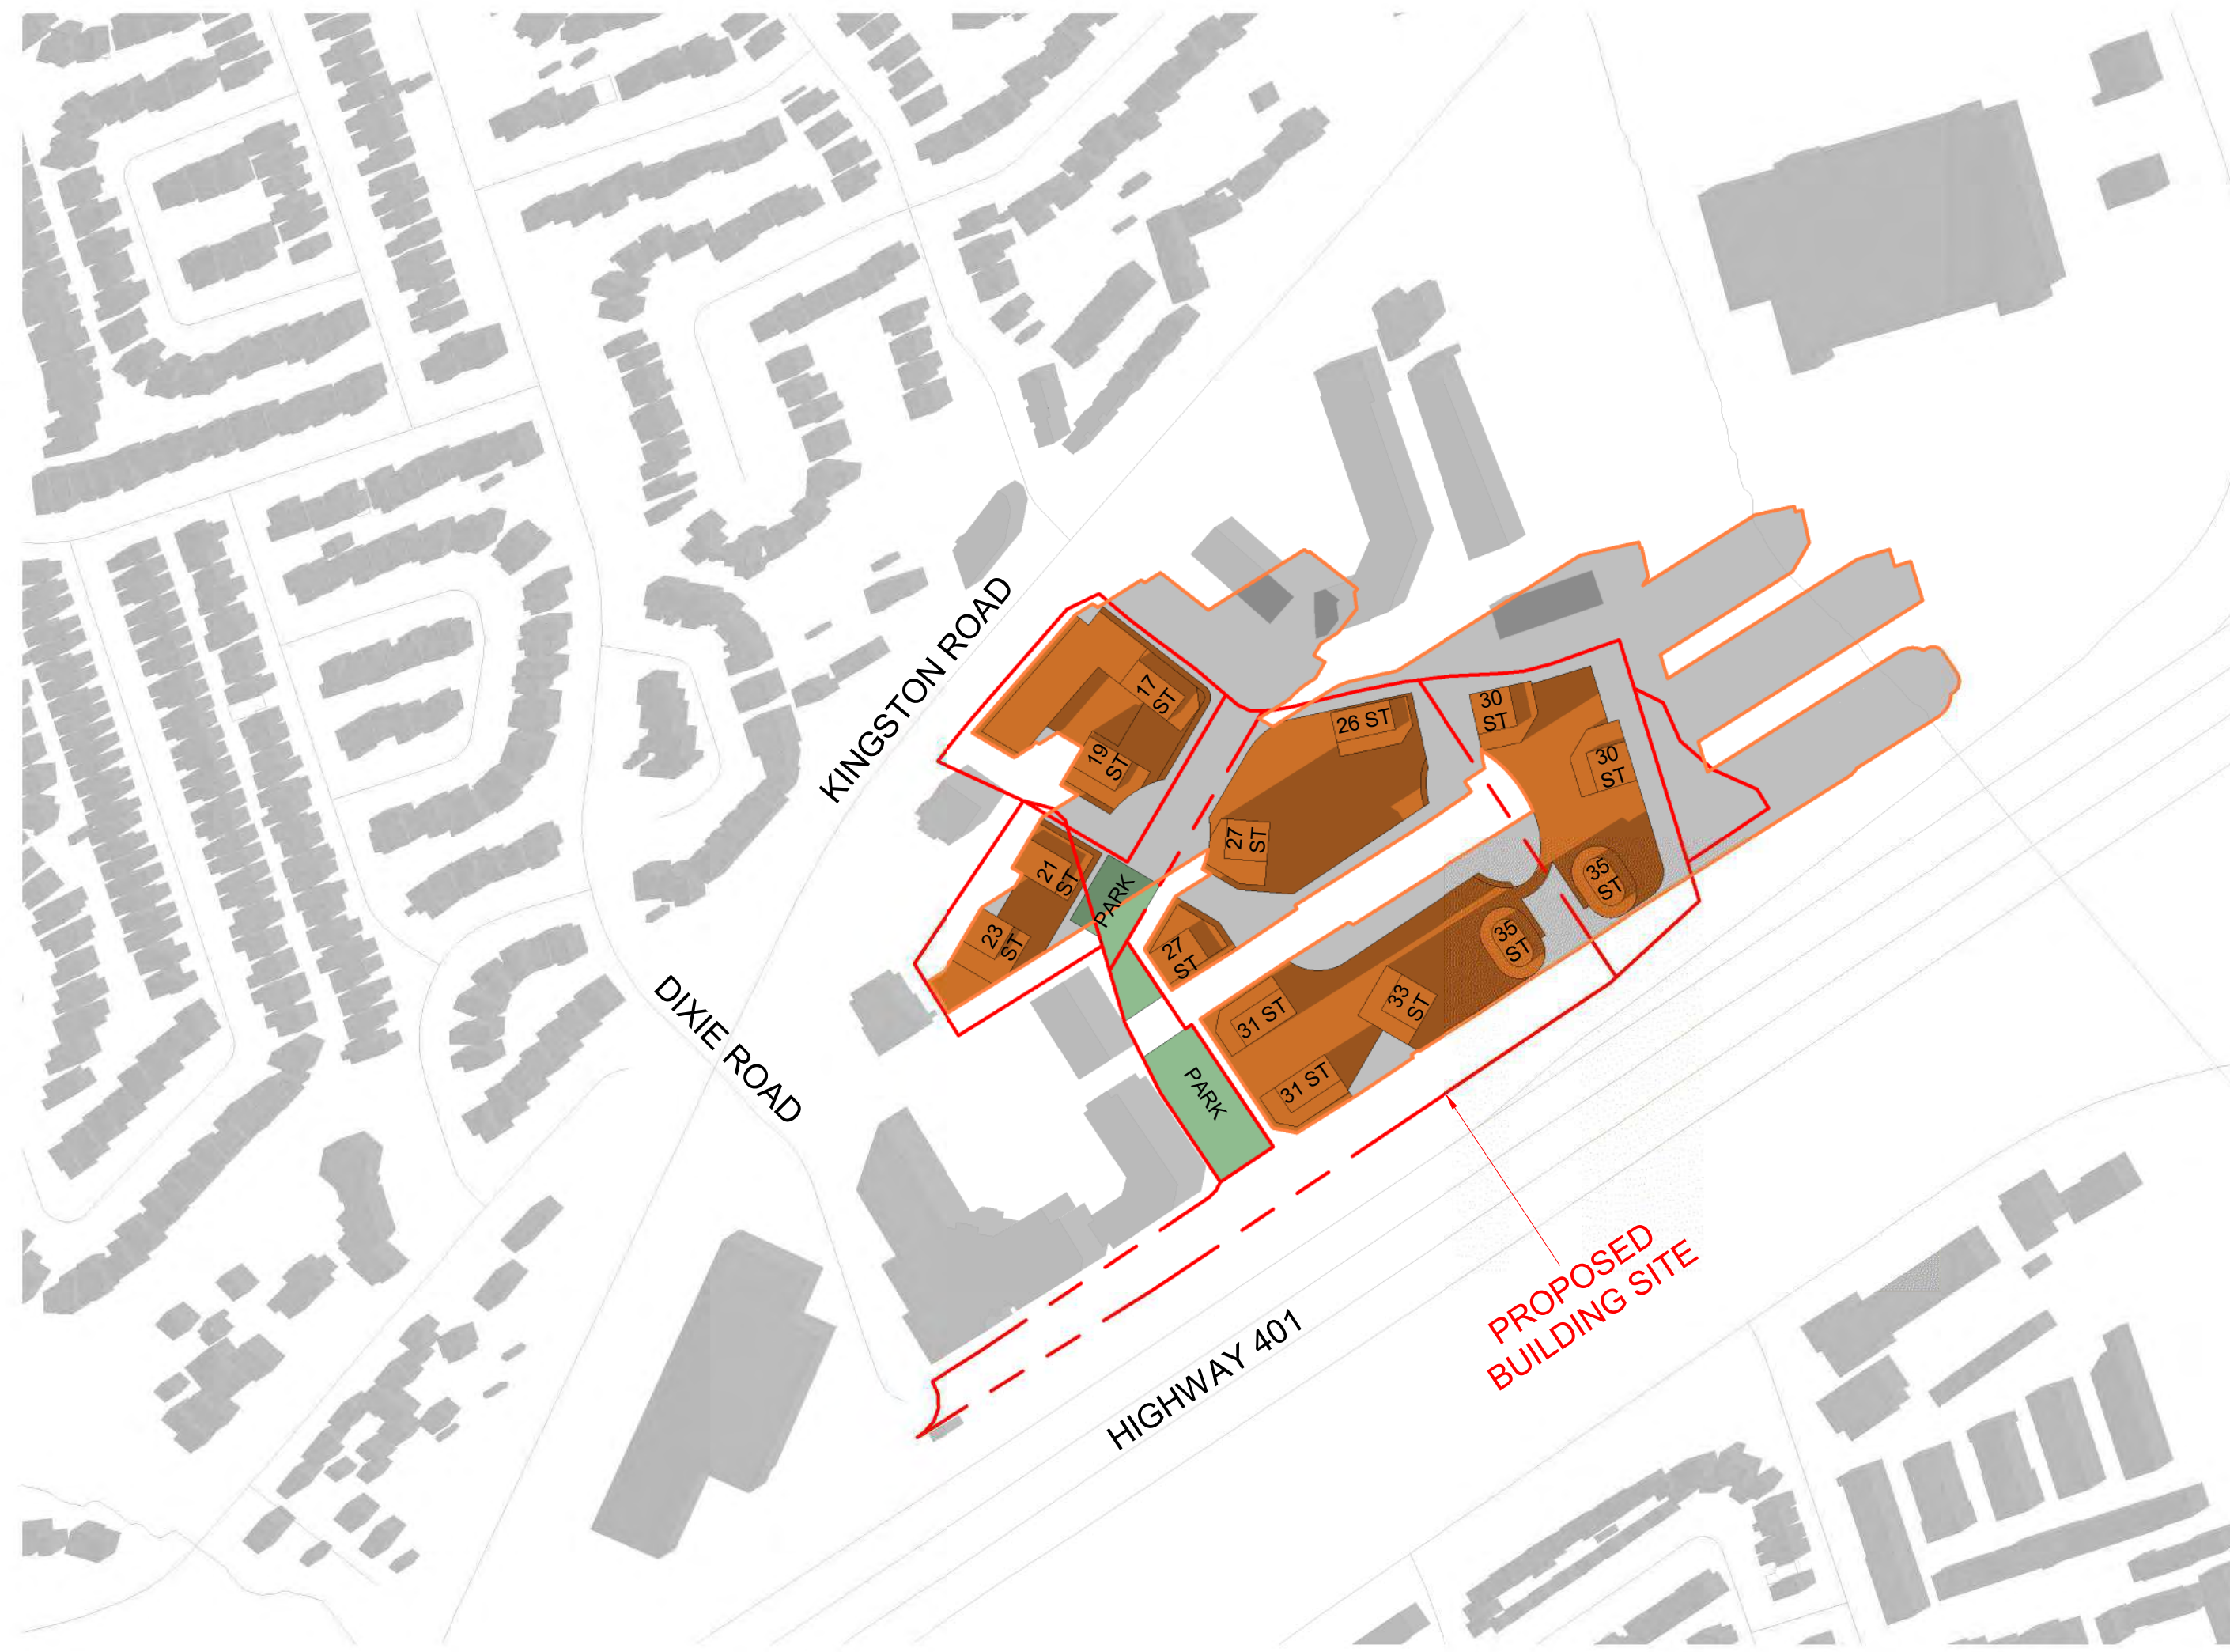 KINGSTON ROAD
17
ST
19
ST
26 ST
30
ST
30
ST
27
ST
21
ST
PARK
35
ST
23
ST
27
ST
35
ST
33
ST
31 ST
31 ST
PARK
DIXIE ROAD
HIGHWAY 401
PROPOSED
BUILDING SITE